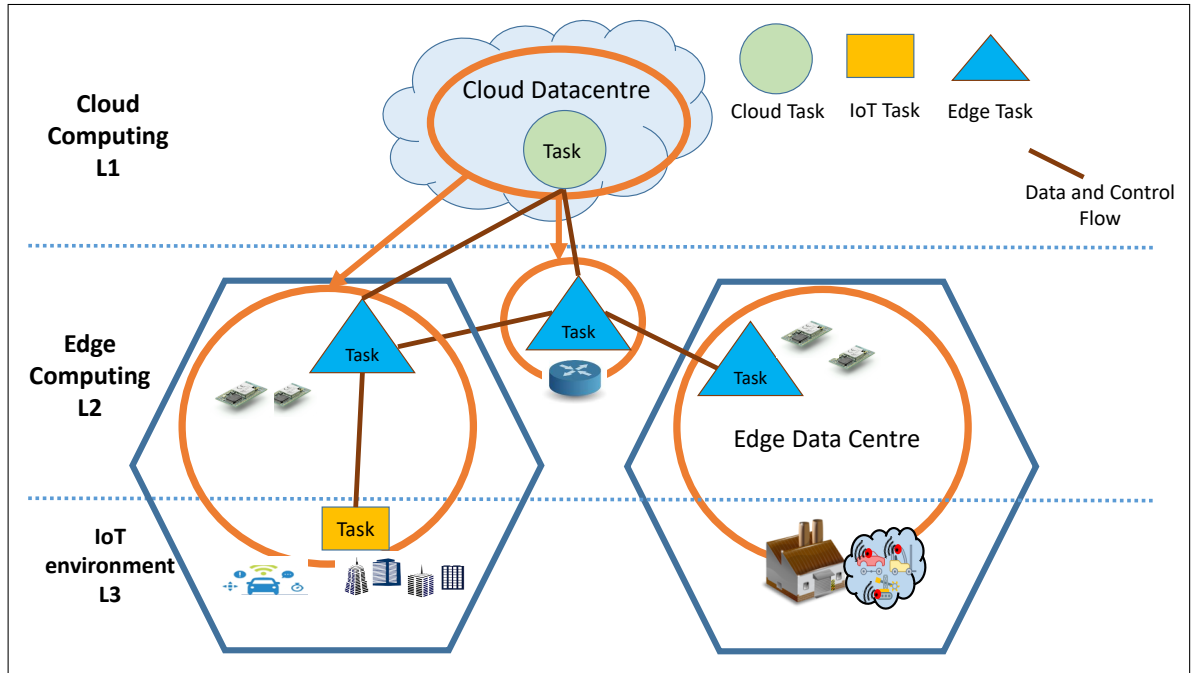 Cloud
Computing
L1
Cloud Datacentre
Task
Cloud Task
IoT Task
Edge Task
Data and Control
Flow
Edge
Computing
L2
Task
Task
Task
Edge Data Centre
IoT
environment
L3
Task